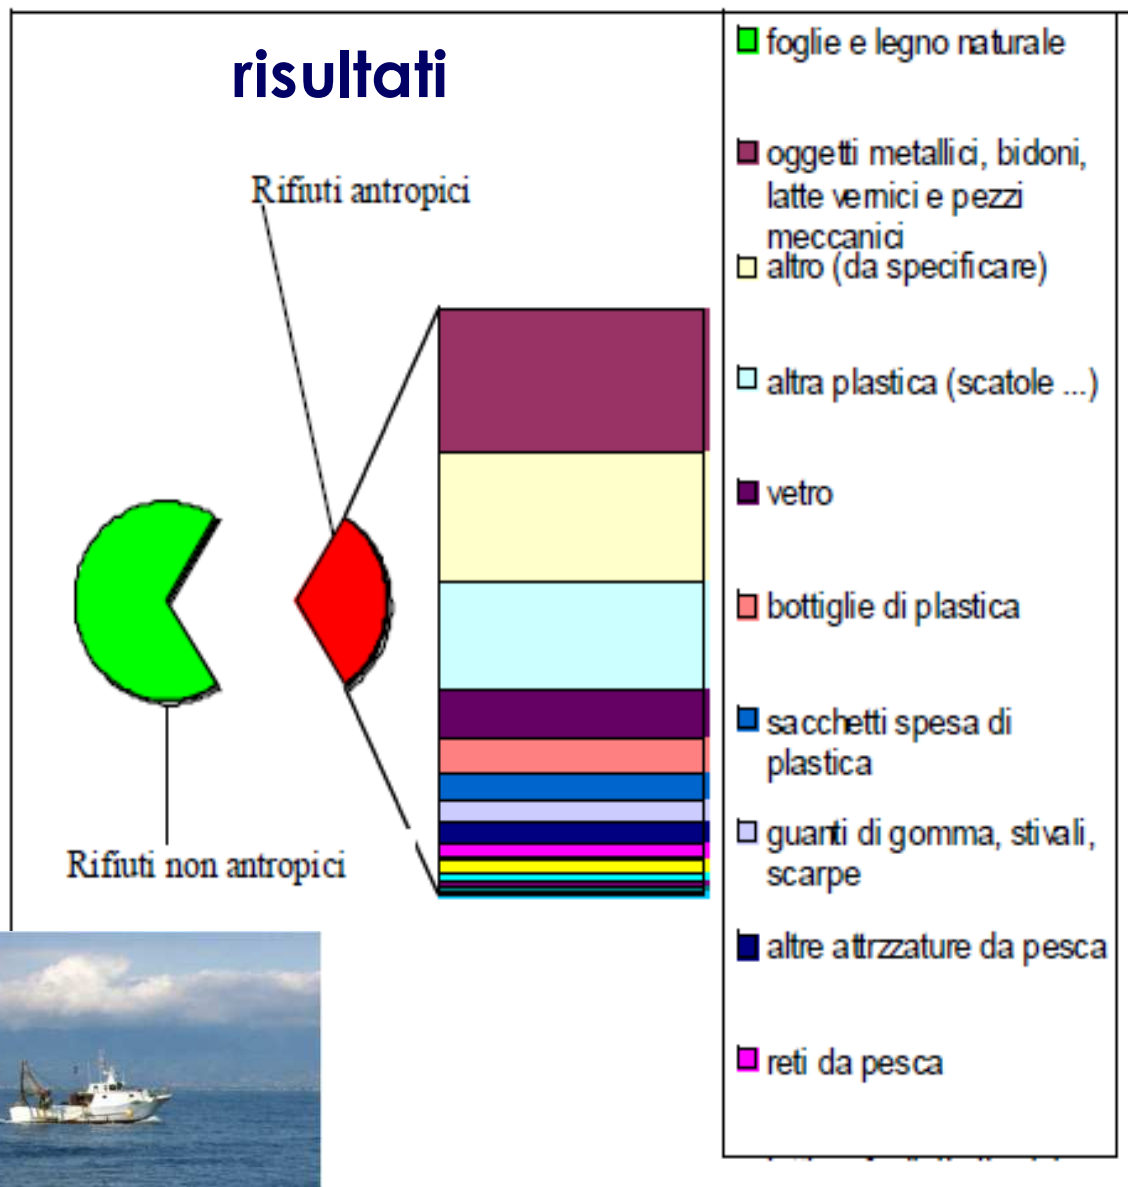 risultati
Rifiuti antropici
Rifiuti non antropici
foglie e legno naturale
oggetti metallici, bidoni,
latte vernici e pezzi
meccanici
altro (da specificare)
altra plastica (scatole ...)
vetro
bottiglie di plastica
sacchetti spesa di
plastica
guanti di gomma, stivali,
scarpe
altre attrzzature da pesca
reti da pesca